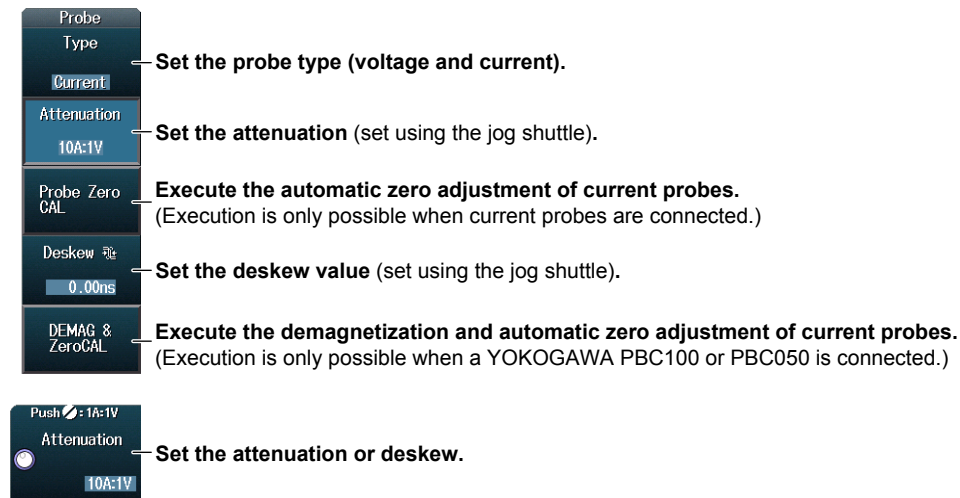 Probe
Type
Current
Set the probe type (voltage and current).
Attenuation
10A:1V
Set the attenuation (set using the jog shuttle).
Probe Zero
CAL
Execute the automatic zero adjustment of current probes.
(Execution is only possible when current probes are connected.)
Deskew
0.00ns
Set the deskew value (set using the jog shuttle).
DEMAG &
ZeroCAL
Execute the demagnetization and automatic zero adjustment of current probes.
(Execution is only possible when a YOKOGAWA PBC100 or PBC050 is connected.)
Push : 1A:1V
Attenuation
10A:1V
Set the attenuation or deskew.